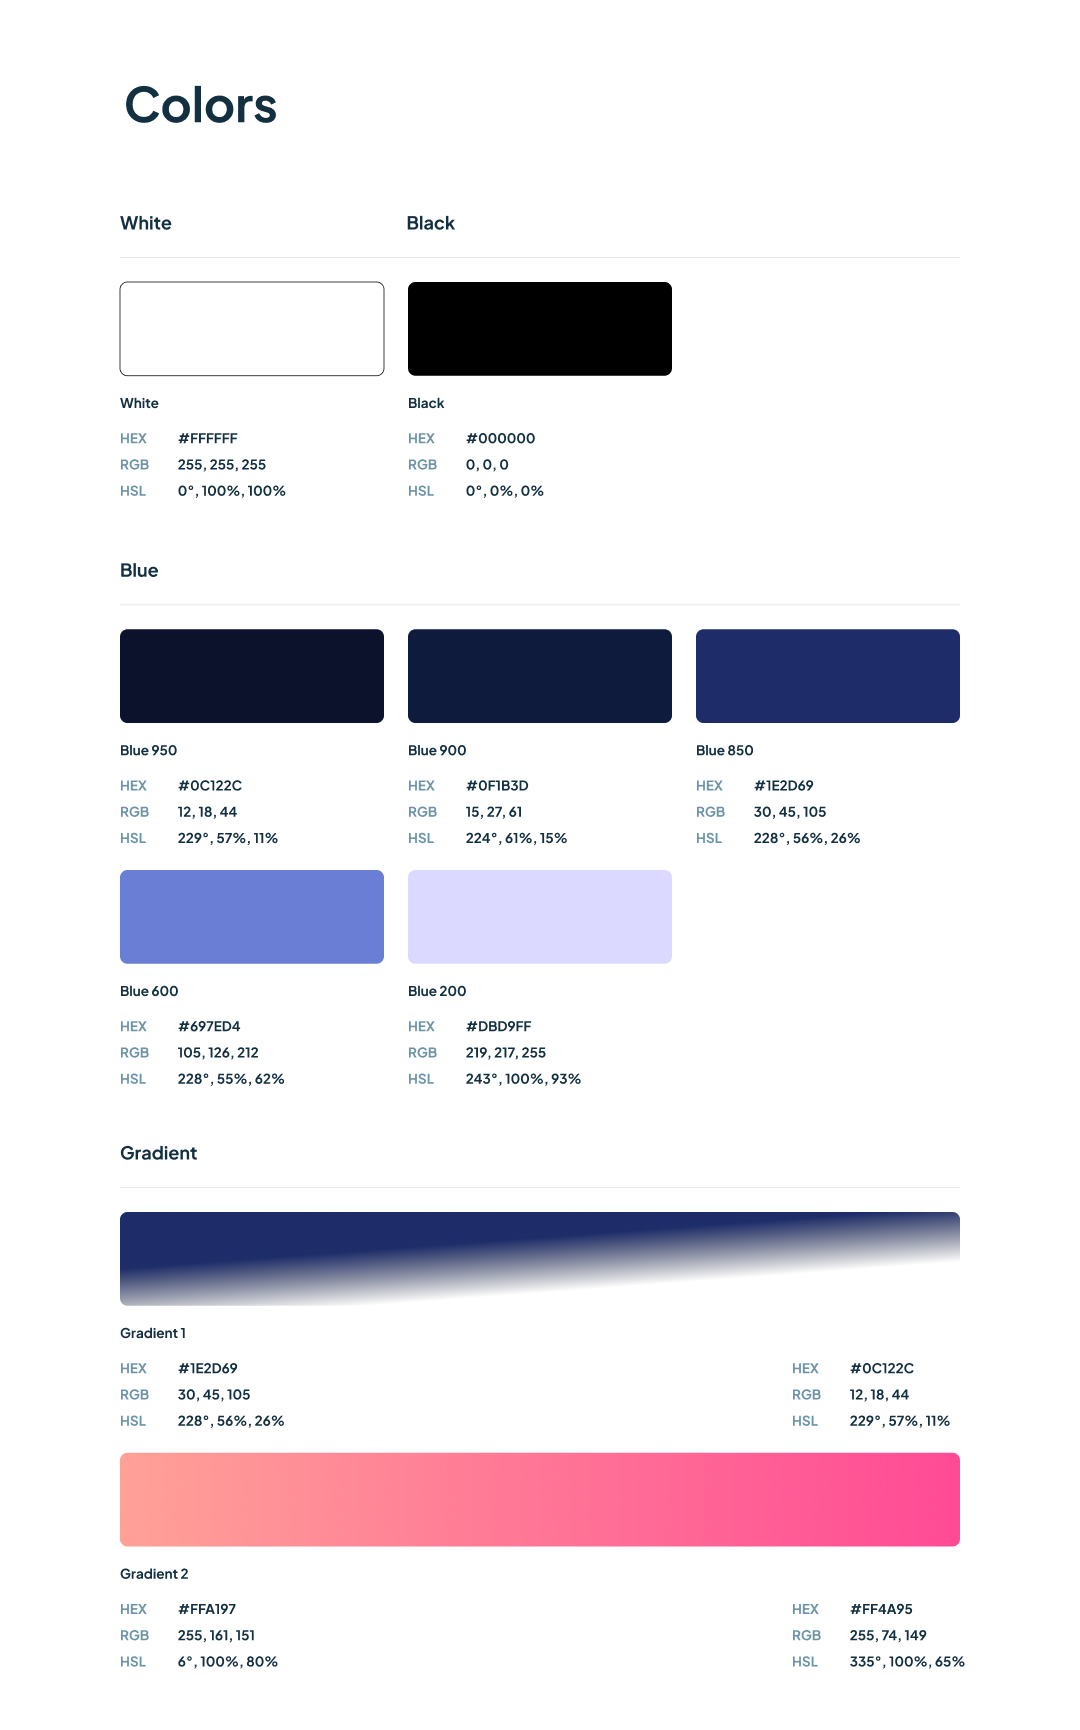 Colors
White Black
White Black
HEX #FFFFFF HEX #000000
RGB 255, 255, 255 RGB 0, 0, 0
HSL 0°, 100%, 100% HSL 0°, 0%, 0%
Blue
Blue 950 Blue 900 Blue 850
HEX #0C122C HEX #0F1B3D HEX #1E2D69
RGB 12, 18, 44 RGB 15, 27, 61 RGB 30, 45, 105
HSL 229°, 57%, 11% HSL 224°, 61%, 15% HSL 228°, 56%, 26%
Blue 600 Blue 200
HEX #697ED4 HEX #DBD9FF
RGB 105, 126, 212 RGB 219, 217, 255
HSL 228°, 55%, 62% HSL 243°, 100%, 93%
Gradient
Gradient 1
HEX #1E2D69 HEX #0C122C
RGB 30, 45, 105 RGB 12, 18, 44
HSL 228°, 56%, 26% HSL 229°, 57%, 11%
Gradient 2
HEX #FFA197 HEX #FF4A95
RGB 255, 161, 151 RGB 255, 74, 149
HSL 6°, 100%, 80% HSL 335°, 100%, 65%